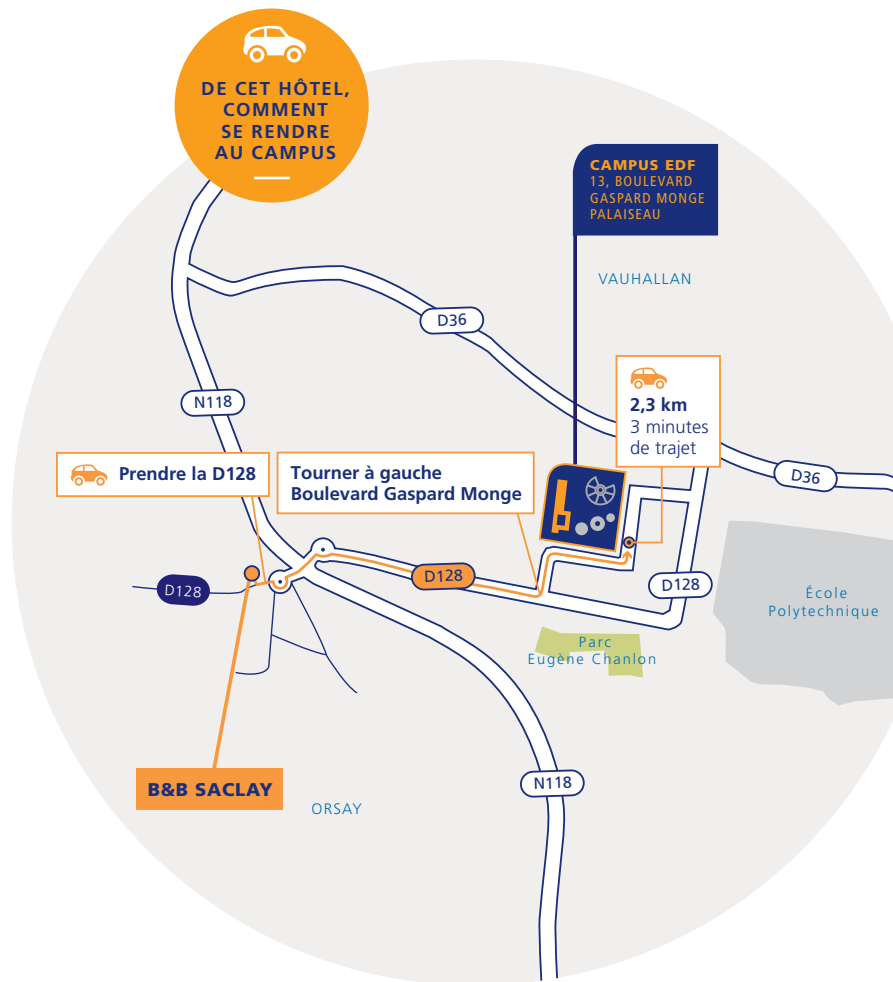 DE CET HÔTEL,
COMMENT
SE RENDRE
AU CAMPUS
CAMPUS EDF
13, BOULEVARD
GASPARD MONGE
PALAISEAU
VAUHALLAN
D36
2,3 km
3 minutes
de trajet
N118
Prendre la D128
Tourner à gauche
Boulevard Gaspard Monge
D36
D128
D128
D128
École
Polytechnique
Parc
Eugène Chanlon
B&B SACLAY
N118
ORSAY